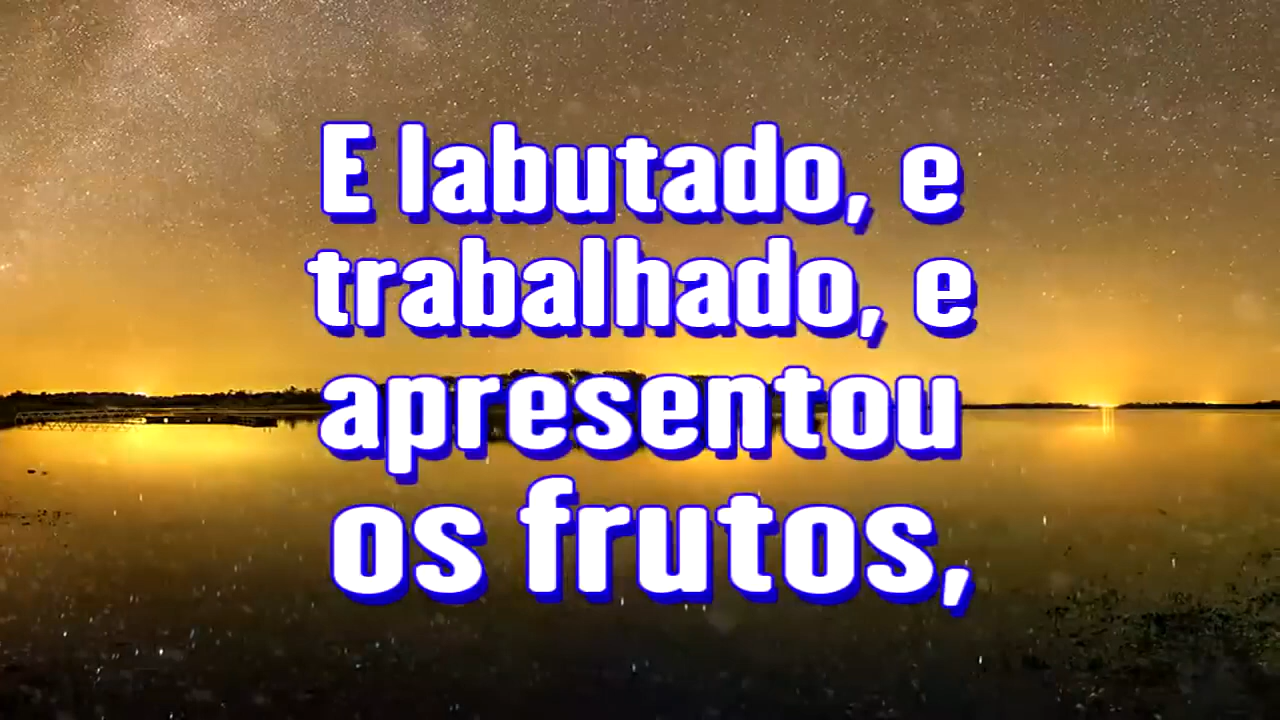 E labutado, e
trabalhado, e
apresentou
os frutos,